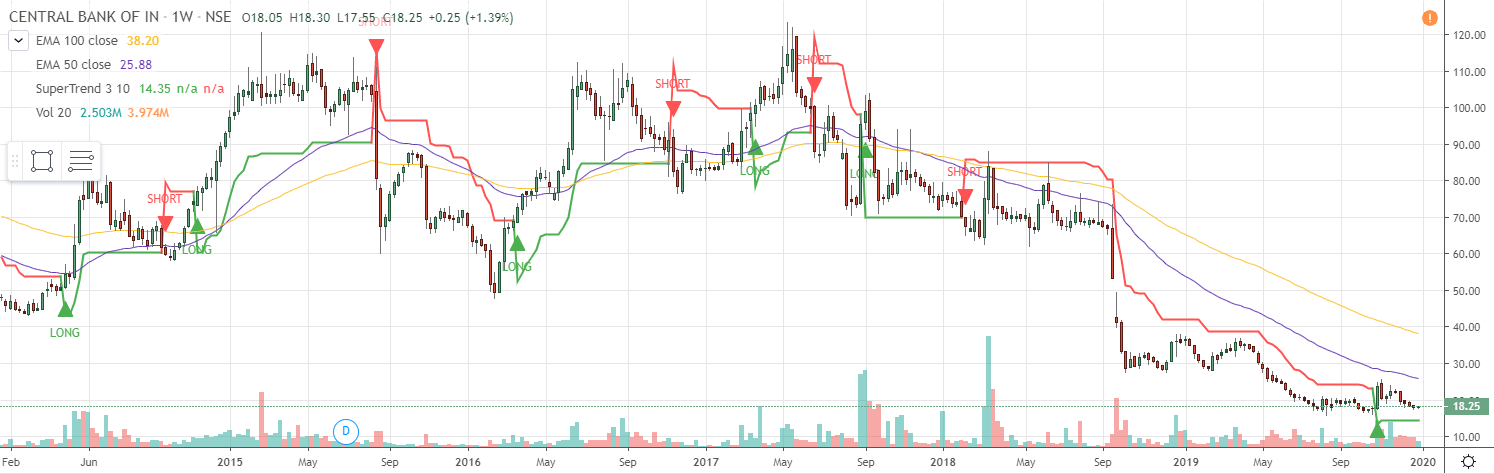 CENTRAL BANK OF IN · 1W · NSE O18.05 H18.30 L17.55 C18.25 +0.25 (+1.39%)
SHORT
EMA 100 close 38.20
EMA 50 close 25.88
SuperTrend 3 10 14.35 n/a n/a
Vol 20 2.503M 3.974M
120.00
110.00
100.00
90.00
80.00
70.00
60.00
50.00
40.00
30.00
18.25
10.00
SHORT
SHORT
SHORT
SHORT
LONG
LONG
LONG
LONG
LONG
D
Feb Jun 2015 May Sep 2016 May Sep 2017 May Sep 2018 May Sep 2019 May Sep 2020